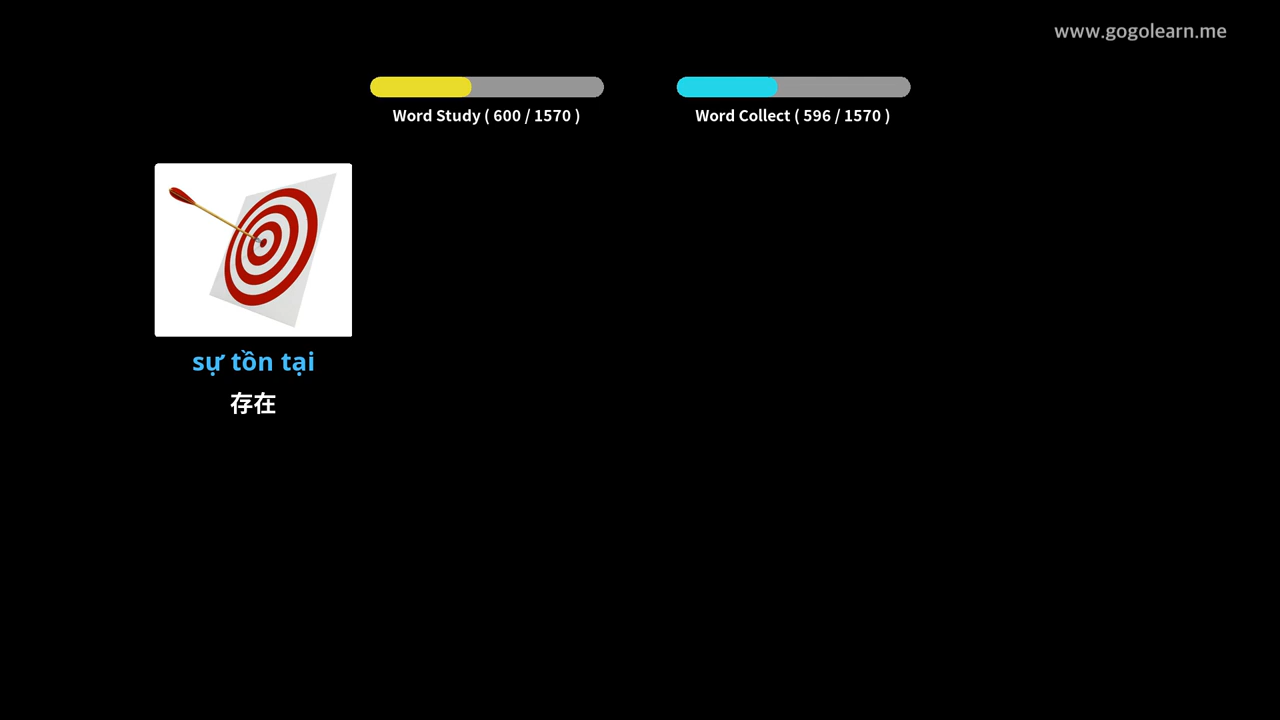 www.gogolearn.me
Word Study ( 600 / 1570 )
Word Collect ( 596 / 1570 )
sự tồn tại
存在